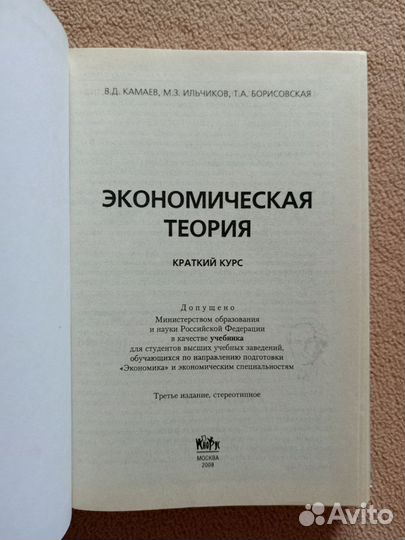 В.Д. КАМАЕВ, М.З. ИЛЬЧИКОВ, Т.А. БОРИСОВСКАЯ
ЭКОНОМИЧЕСКАЯ
ТЕОРИЯ
КРАТКИЙ КУРС
Допущено
Министерством образования
и науки Российской Федерации
в качестве учебника
для студентов высших учебных заведений,
обучающихся по направлению подготовки
«Экономика» и экономическим специальностям
Третье издание, стереотипное
КноРус
МОСКВА
2008
Avito